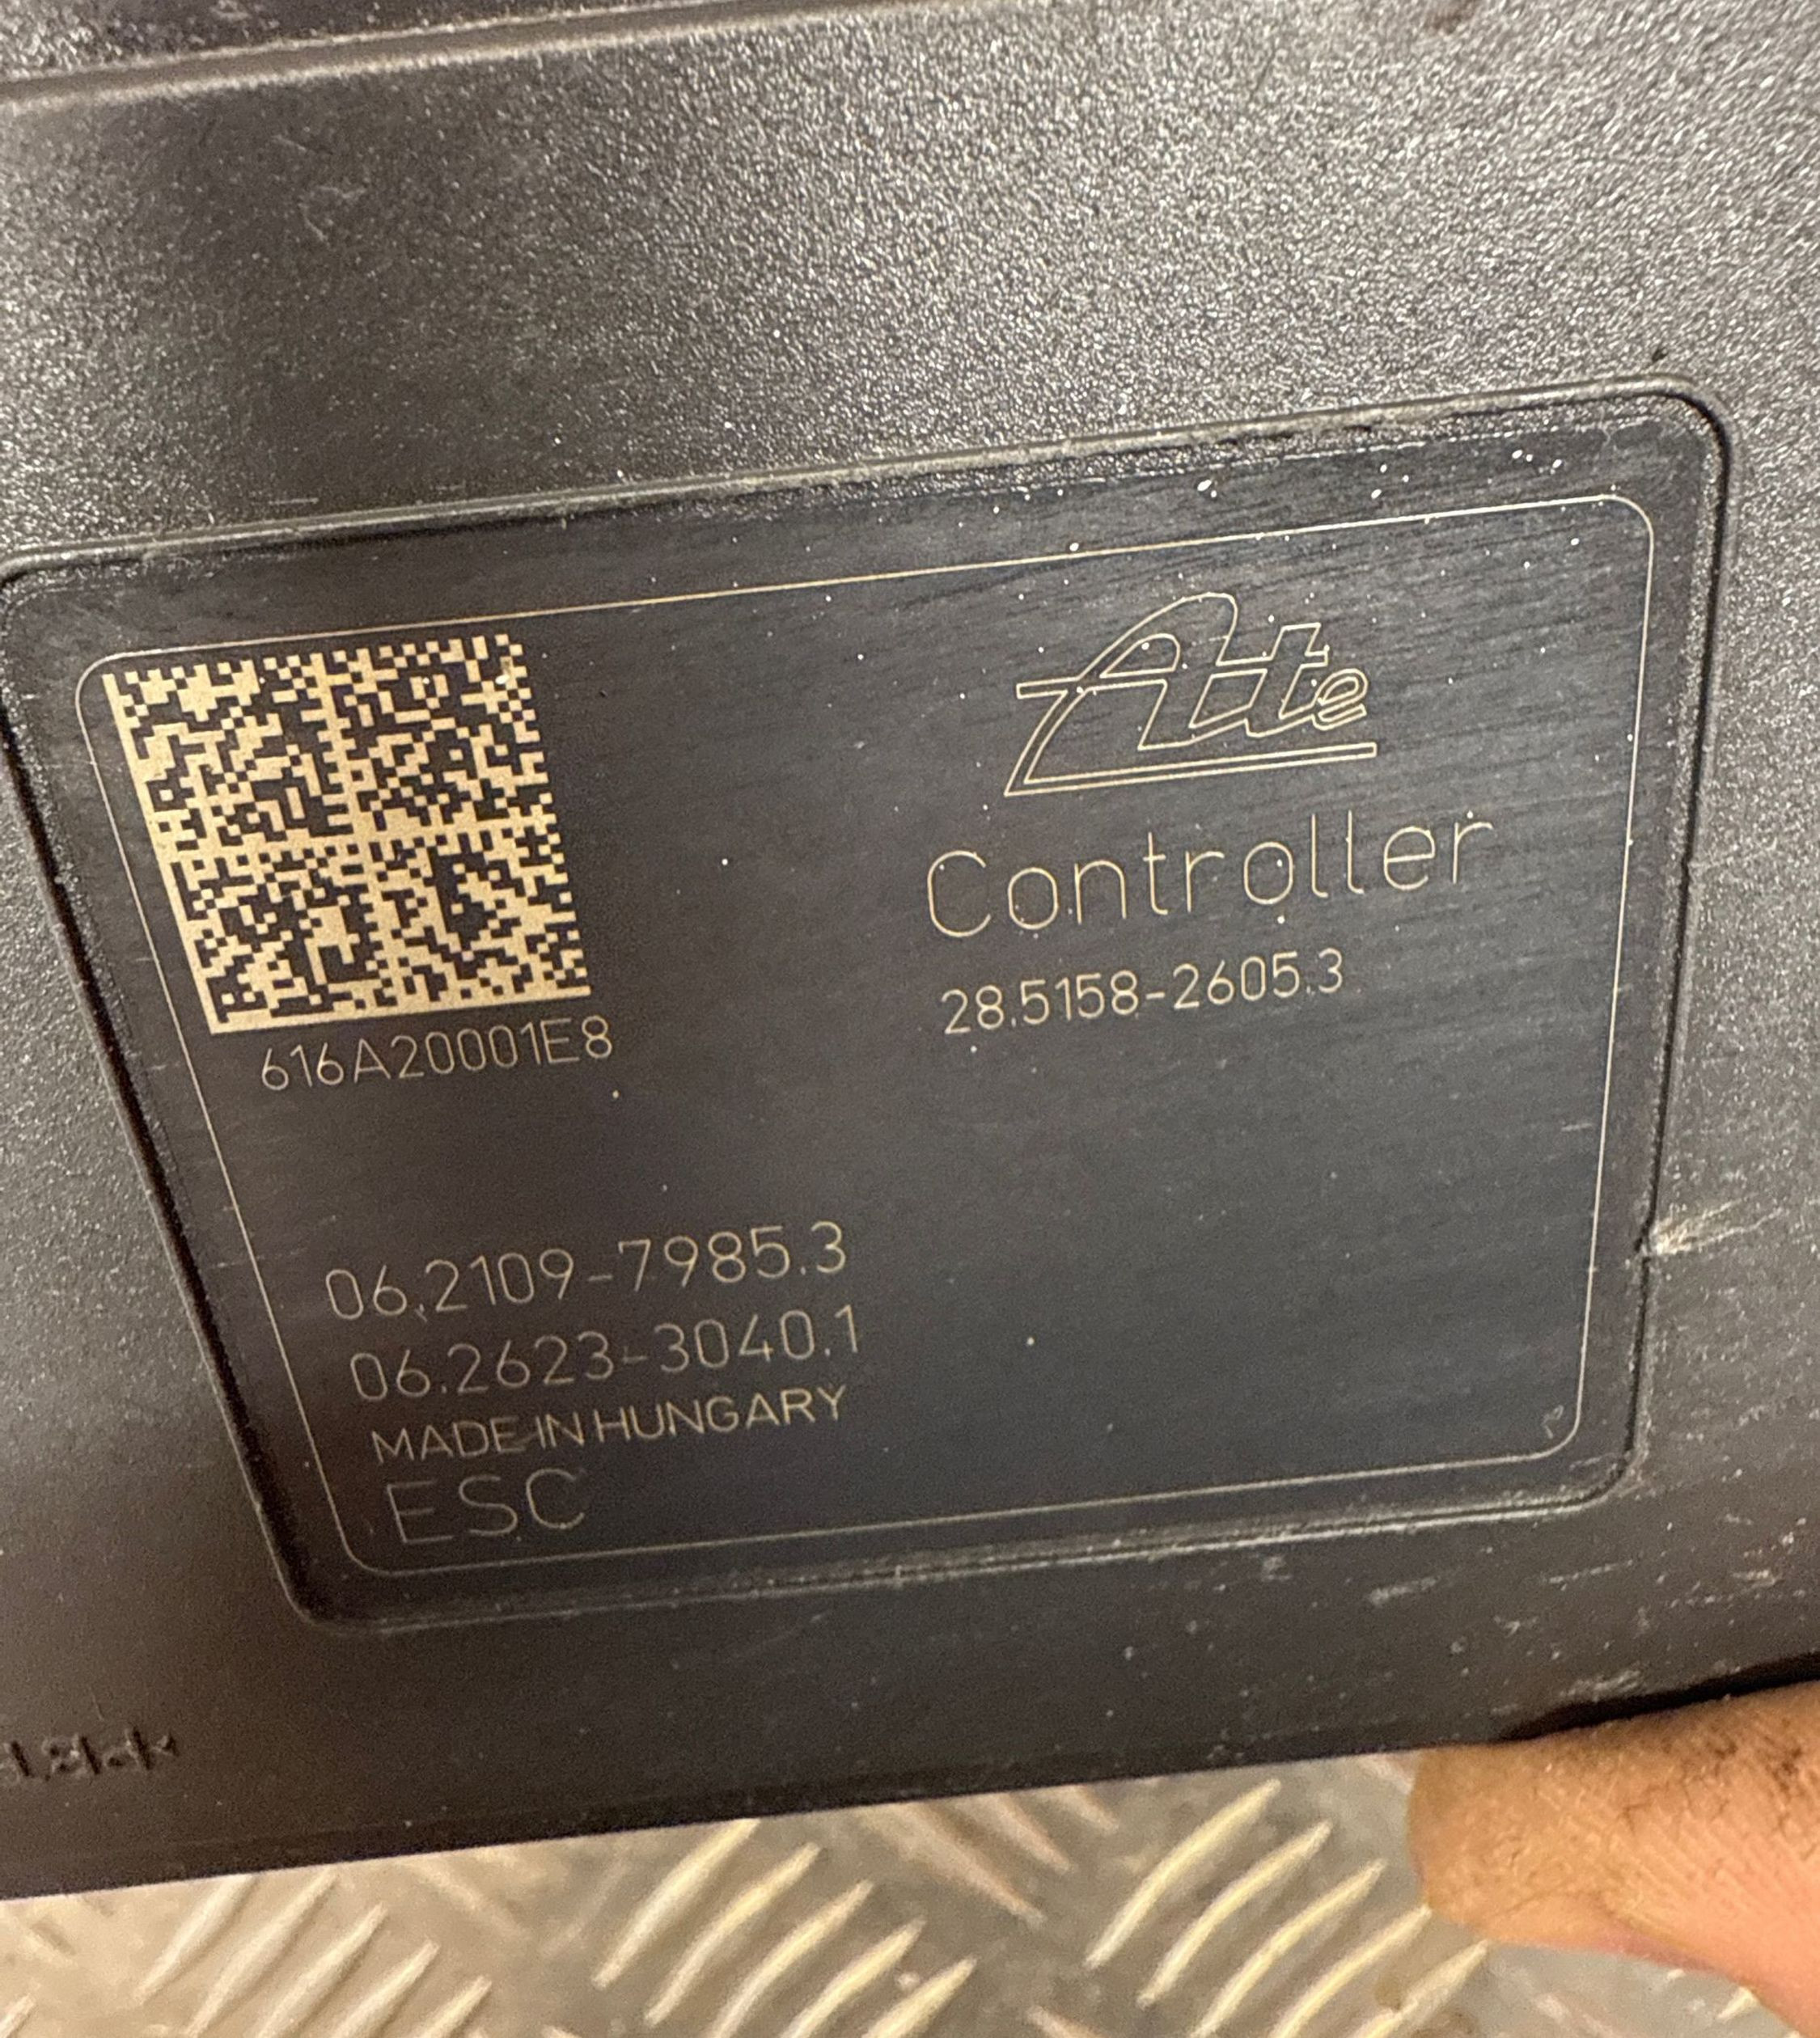 Ate
Controller
28.5158-2605.3
616A20001E8
06.2109-7985.3
06.2623-3040.1
MADE IN HUNGARY
ESC